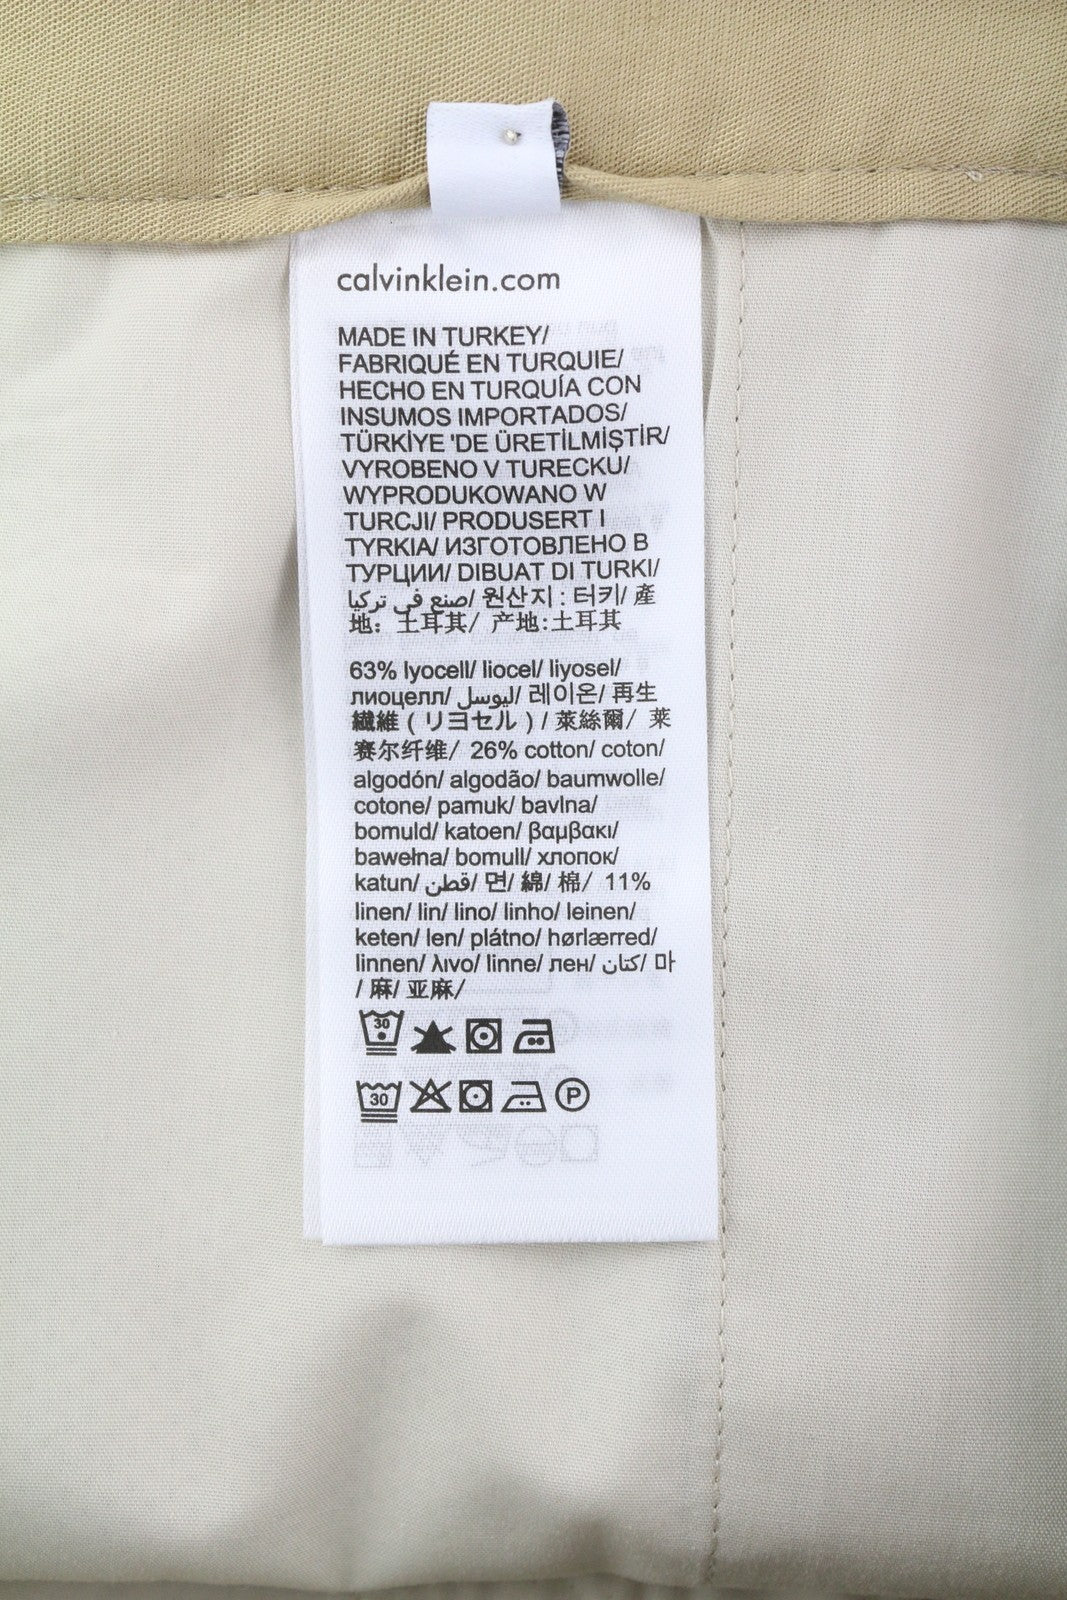 calvinklein.com
MADE IN TURKEY/
FABRIQUÉ EN TURQUIE/
HECHO EN TURQUÍA CON
INSUMOS IMPORTADOS/
TÜRKİYE 'DE ÜRETİLMİŞTİR/
VYROBENO V TURECKU/
WYPRODUKOWANO W
TURCJI/ PRODUSERT I
TYRKIA/ ИЗГОТОВЛЕНО В
ТУРЦИИ/ DIBUAT DI TURKI/
صنع في تركيا/ 원산지 : 터키/ 產
地: 土耳其/ 产地:土耳其
63% lyocell/ liocel/ liyosel/
лиоцелл/ ليوسل/ 레이온/ 再生
繊維 ( リヨセル ) / 萊絲爾/ 莱
赛尔纤维/ 26% cotton/ coton/
algodón/ algodão/ baumwolle/
cotone/ pamuk/ bavlna/
bomuld/ katoen/ βαμβακι/
bawełna/ bomull/ хлопок/
katun/ قطن/ 면/ 綿/ 棉/ 11%
linen/ lin/ lino/ linho/ leinen/
keten/ len/ plátno/ hørlærred/
linnen/ λινο/ linne/ лен/ كتان/ 마
/ 麻/ 亚麻/
30
30 P